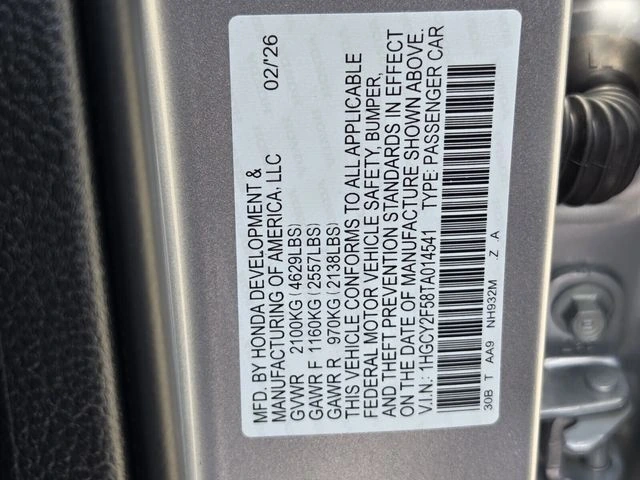 MFD. BY HONDA DEVELOPMENT & 02/'26
MANUFACTURING OF AMERICA, LLC
GVWR 2100KG (4629LBS)
GAWR F 1160KG (2557LBS)
GAWR R 970KG (2138LBS)
THIS VEHICLE CONFORMS TO ALL APPLICABLE
FEDERAL MOTOR VEHICLE SAFETY, BUMPER,
AND THEFT PREVENTION STANDARDS IN EFFECT
ON THE DATE OF MANUFACTURE SHOWN ABOVE.
V.I.N.: 1HGCY2F58TA014541 TYPE: PASSENGER CAR
30B T AA9 NH932M Z A